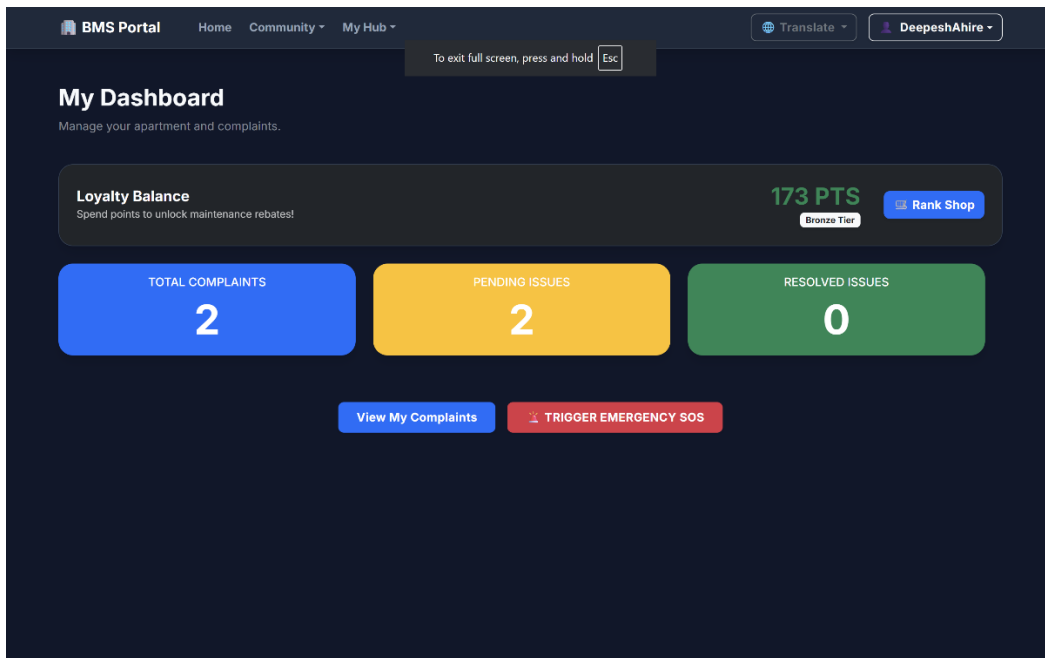 BMS Portal Home Community My Hub Translate DeepeshAhire
To exit full screen, press and hold Esc
My Dashboard
Manage your apartment and complaints.
Loyalty Balance
Spend points to unlock maintenance rebates!
173 PTS
Bronze Tier
Rank Shop
TOTAL COMPLAINTS
2
PENDING ISSUES
2
RESOLVED ISSUES
0
View My Complaints
TRIGGER EMERGENCY SOS